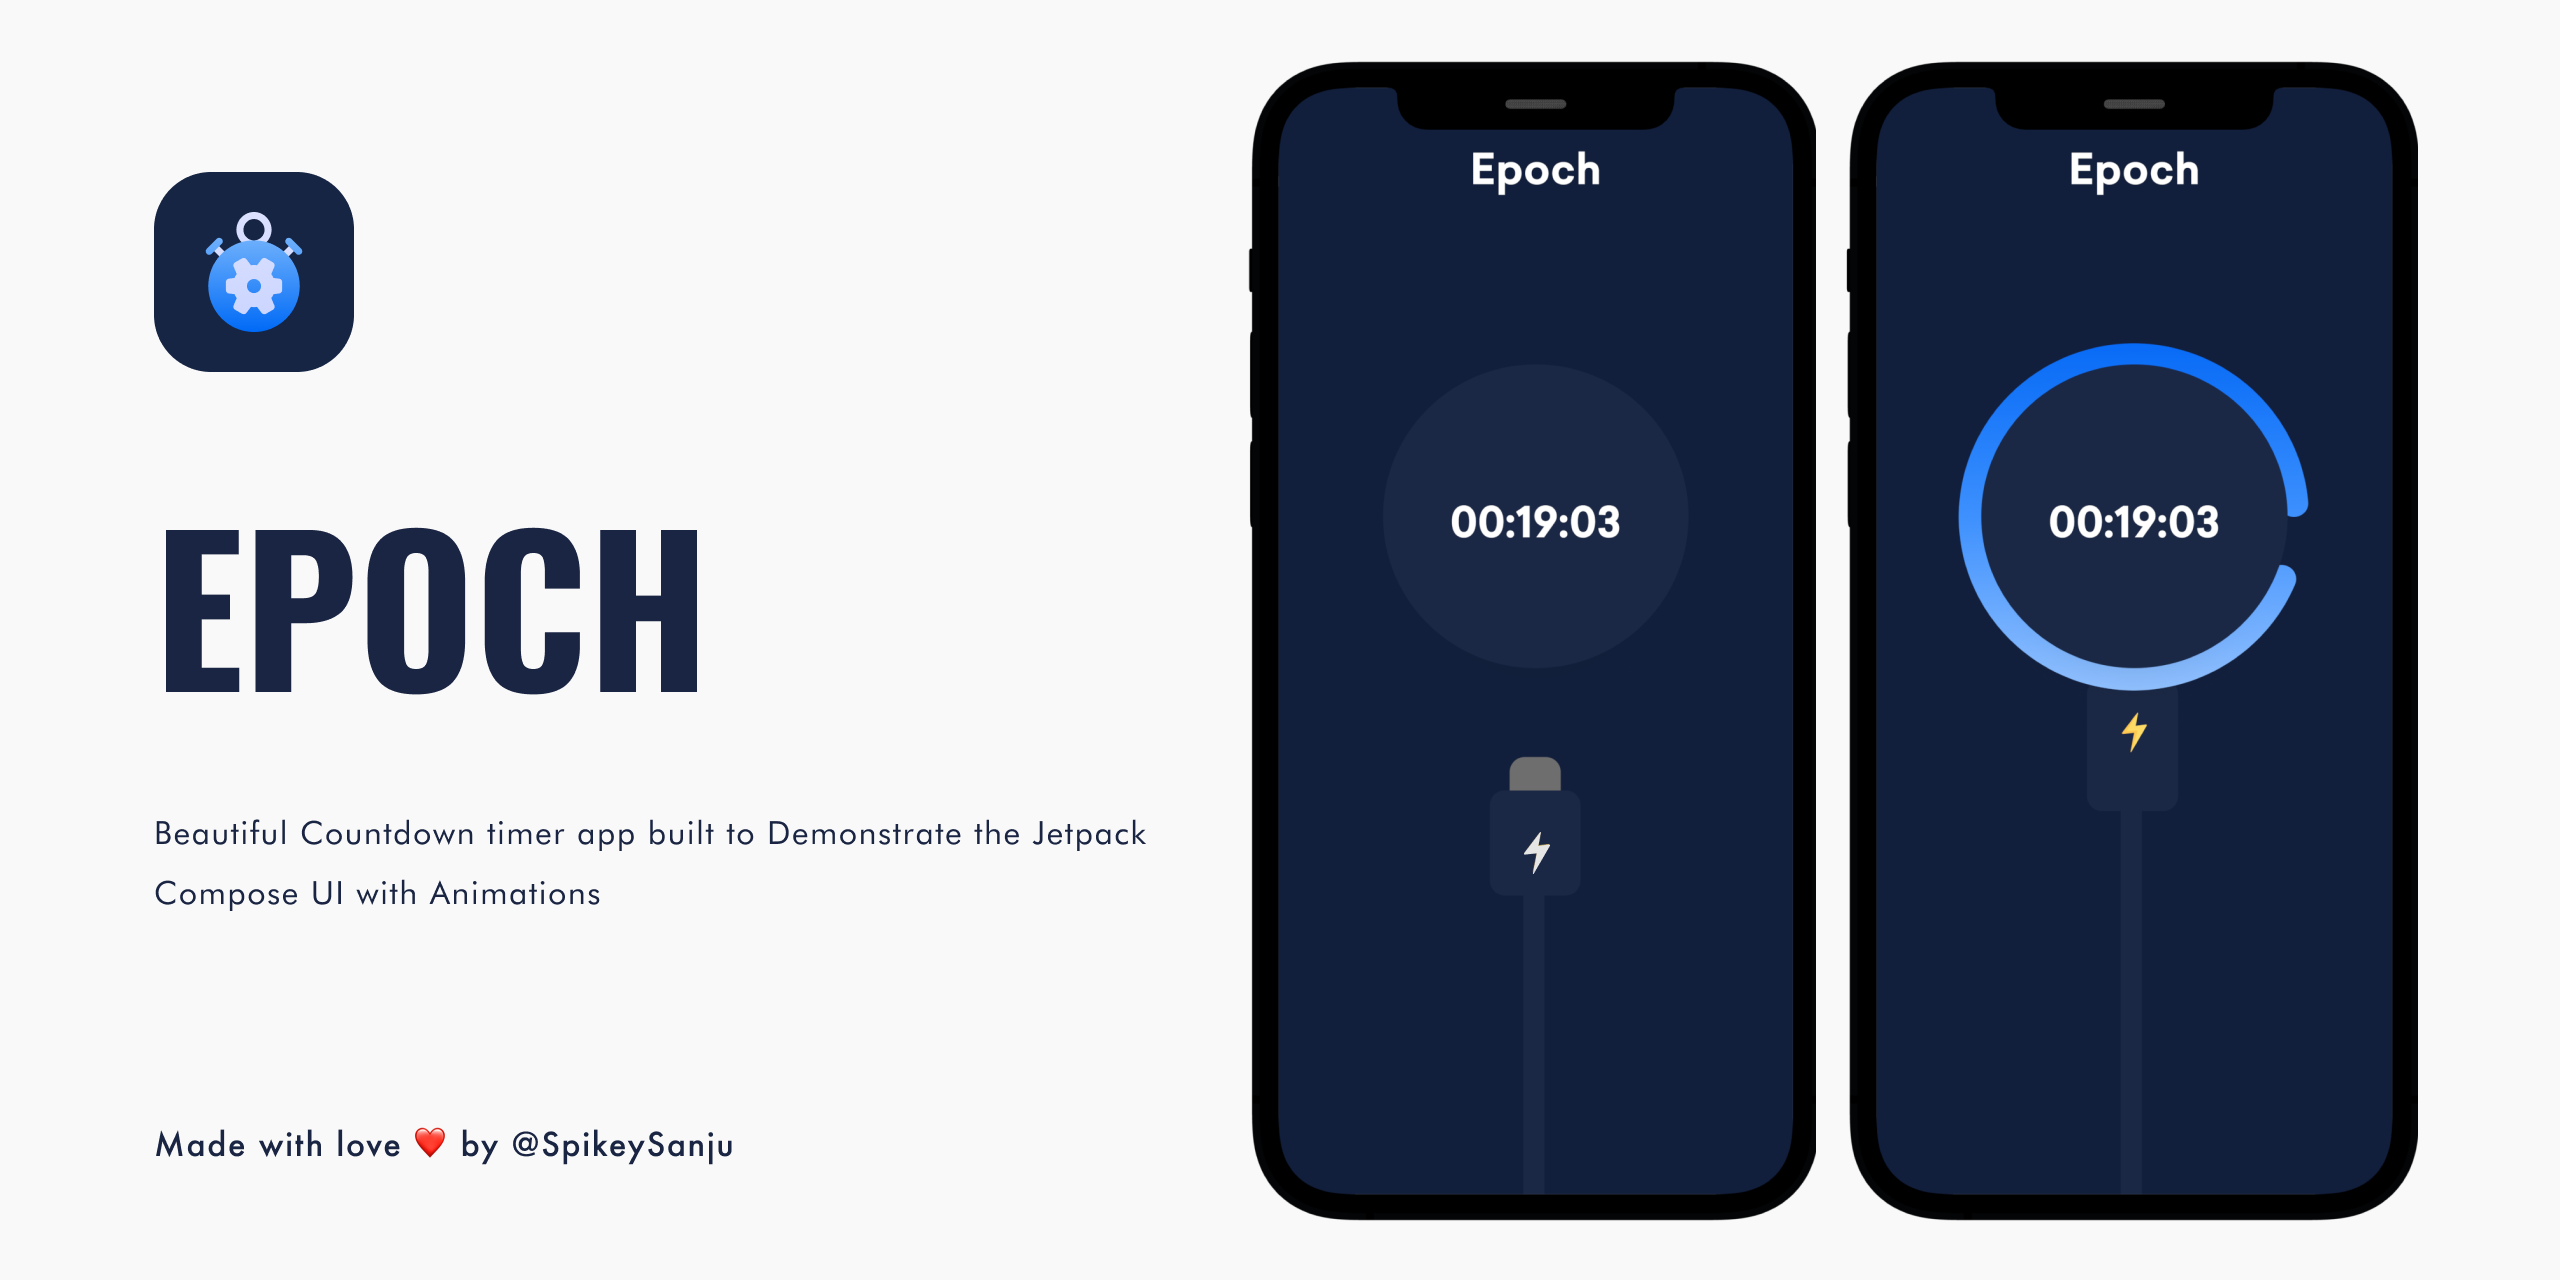 EPOCH
Beautiful Countdown timer app built to Demonstrate the Jetpack
Compose UI with Animations
Made with love ❤️ by @SpikeySanju
Epoch
00:19:03
Epoch
00:19:03